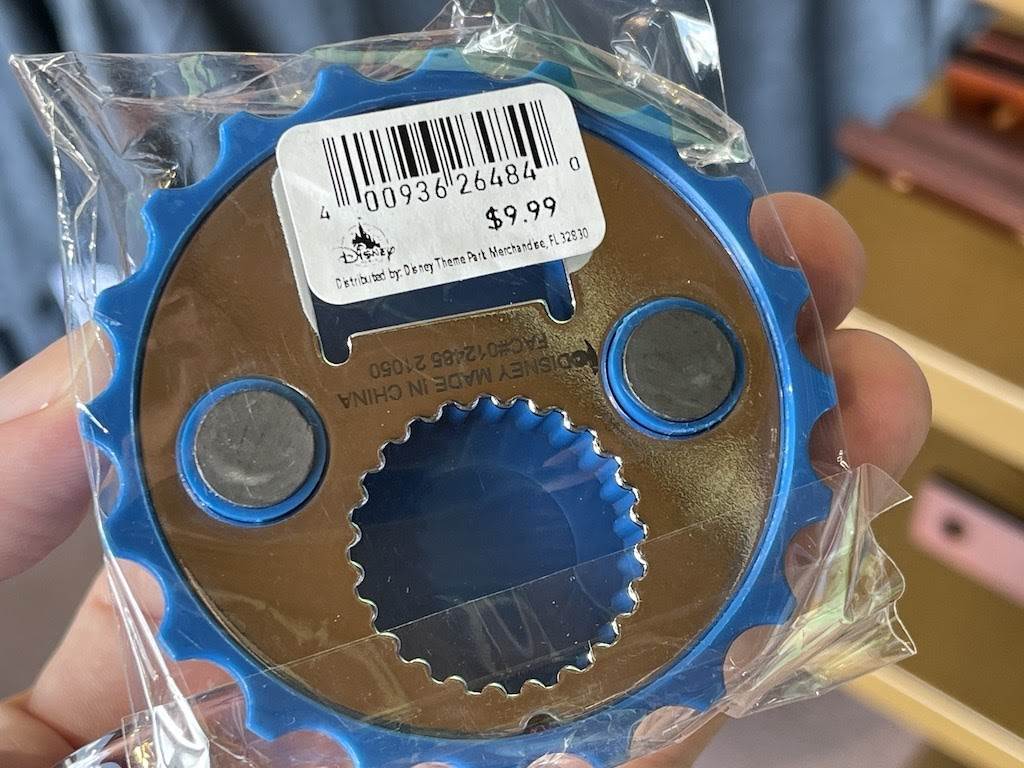 4 00936 26484 0
$9.99
Disney
Distributed by: Disney Theme Park Merchandise, FL 32830
©DISNEY MADE IN CHINA
FAC#012485 21050